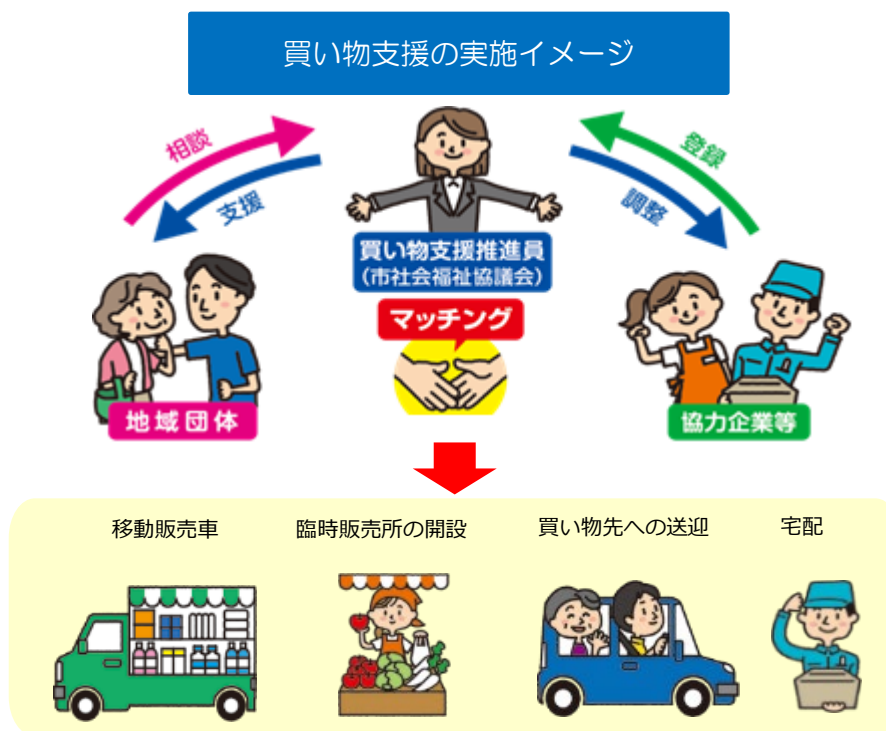 買い物支援の実施イメージ
相談
支援
登録
調整
買い物支援推進員
(市社会福祉協議会)
マッチング
地域団体
協力企業等
移動販売車
臨時販売所の開設
買い物先への送迎
宅配